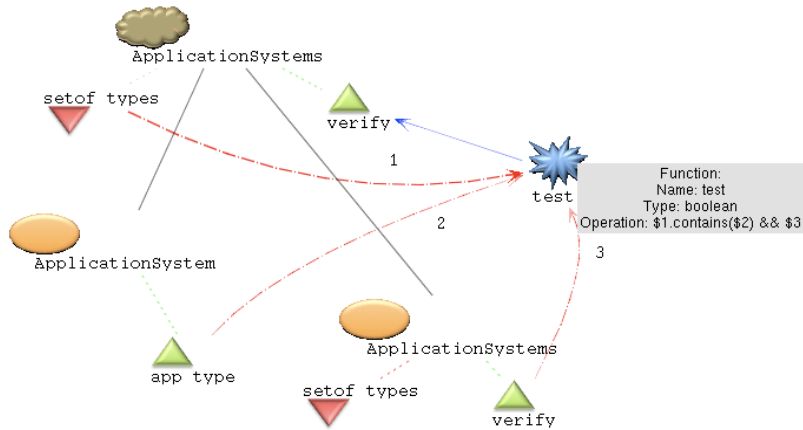 ApplicationSystems
setof types
verify
1
test
Function:
Name: test
Type: boolean
Operation: $1.contains($2) && $3
2
3
ApplicationSystem
ApplicationSystems
app type
setof types
verify